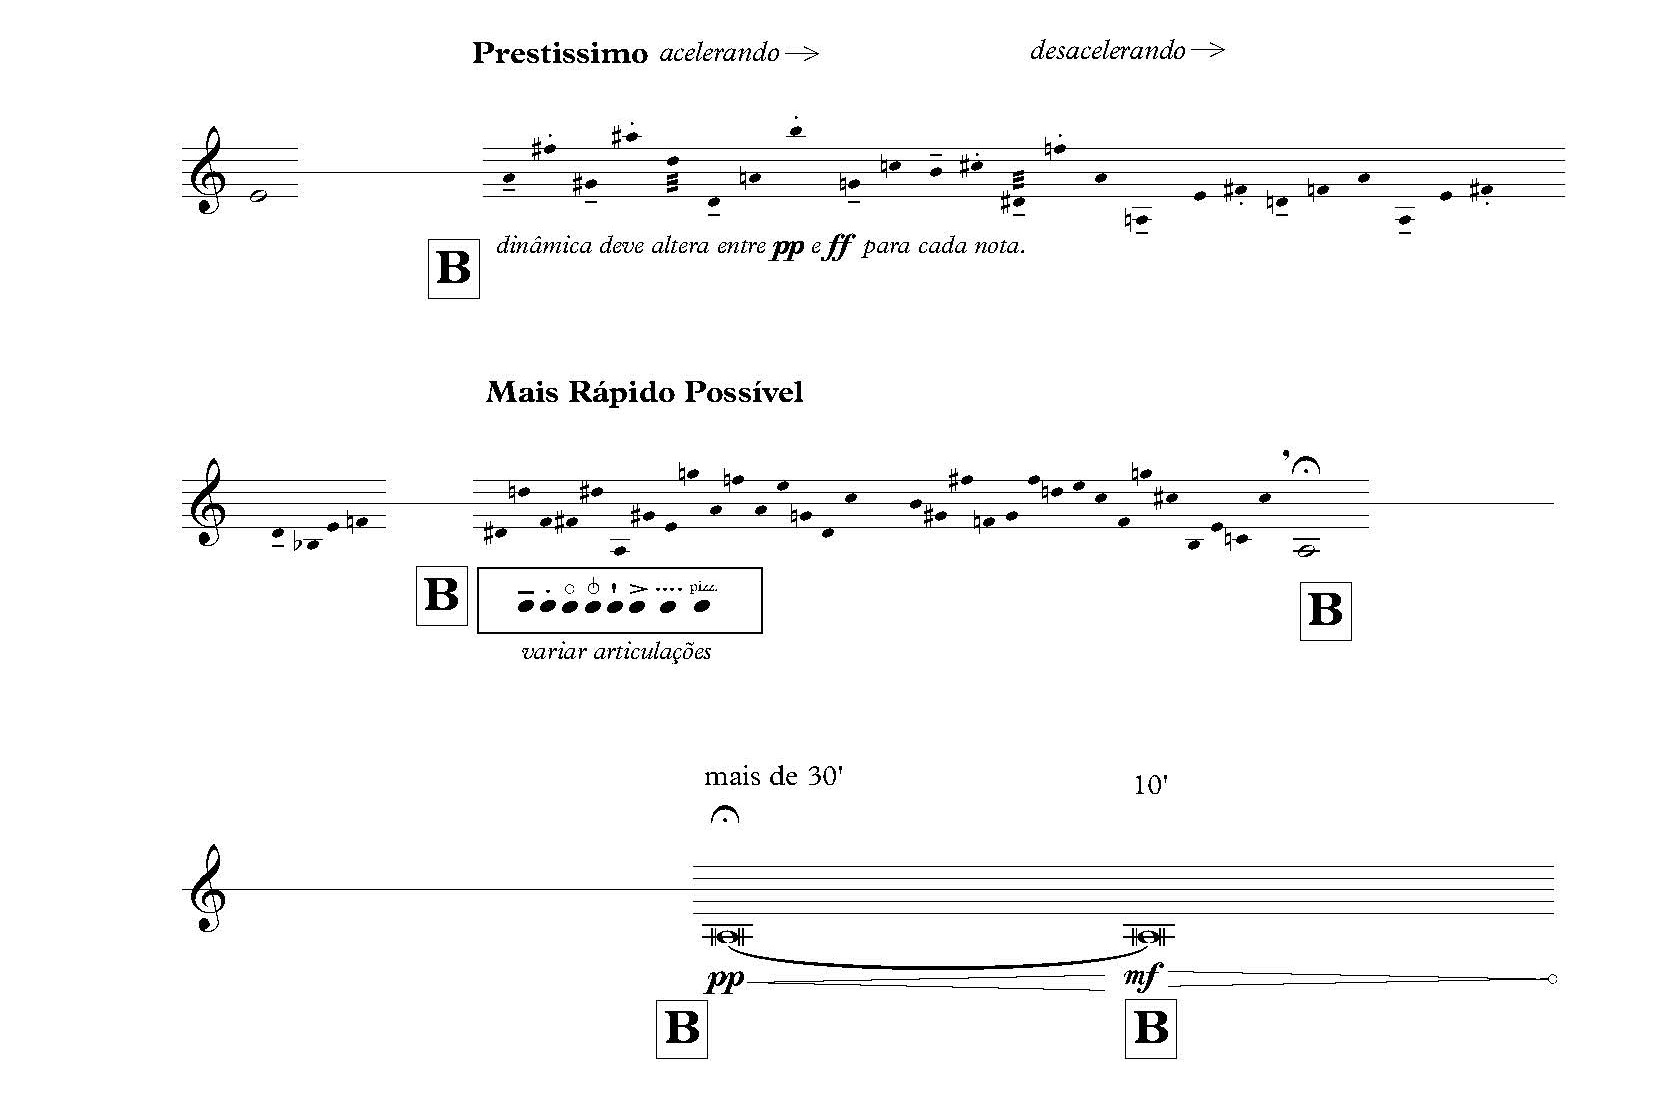 Prestissimo acelerando → desacelerando →
B dinâmica deve altera entre pp e ff para cada nota.
Mais Rápido Possível
B pizz. B
variar articulações
mais de 30' 10'
pp mf
B B